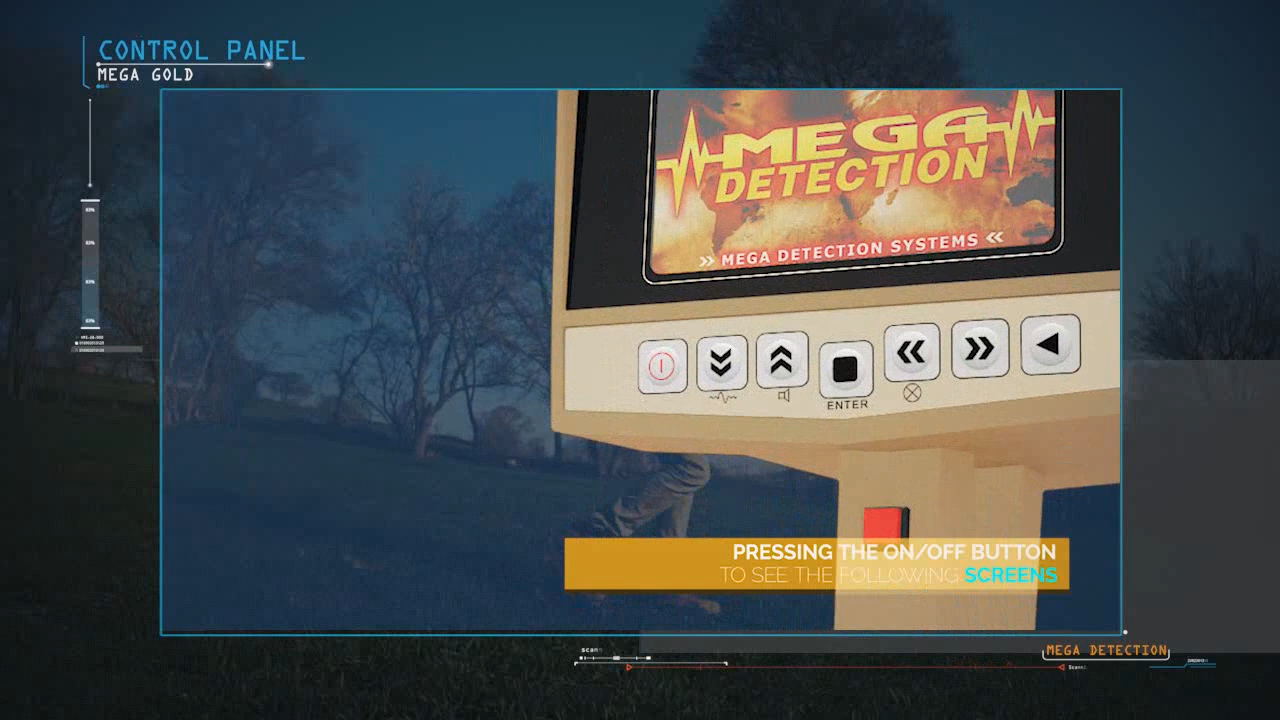 CONTROL PANEL
MEGA GOLD
MEGA
DETECTION
MEGA DETECTION SYSTEMS
ENTER
PRESSING THE ON/OFF BUTTON
TO SEE THE FOLLOWING SCREENS
scan
MEGA DETECTION